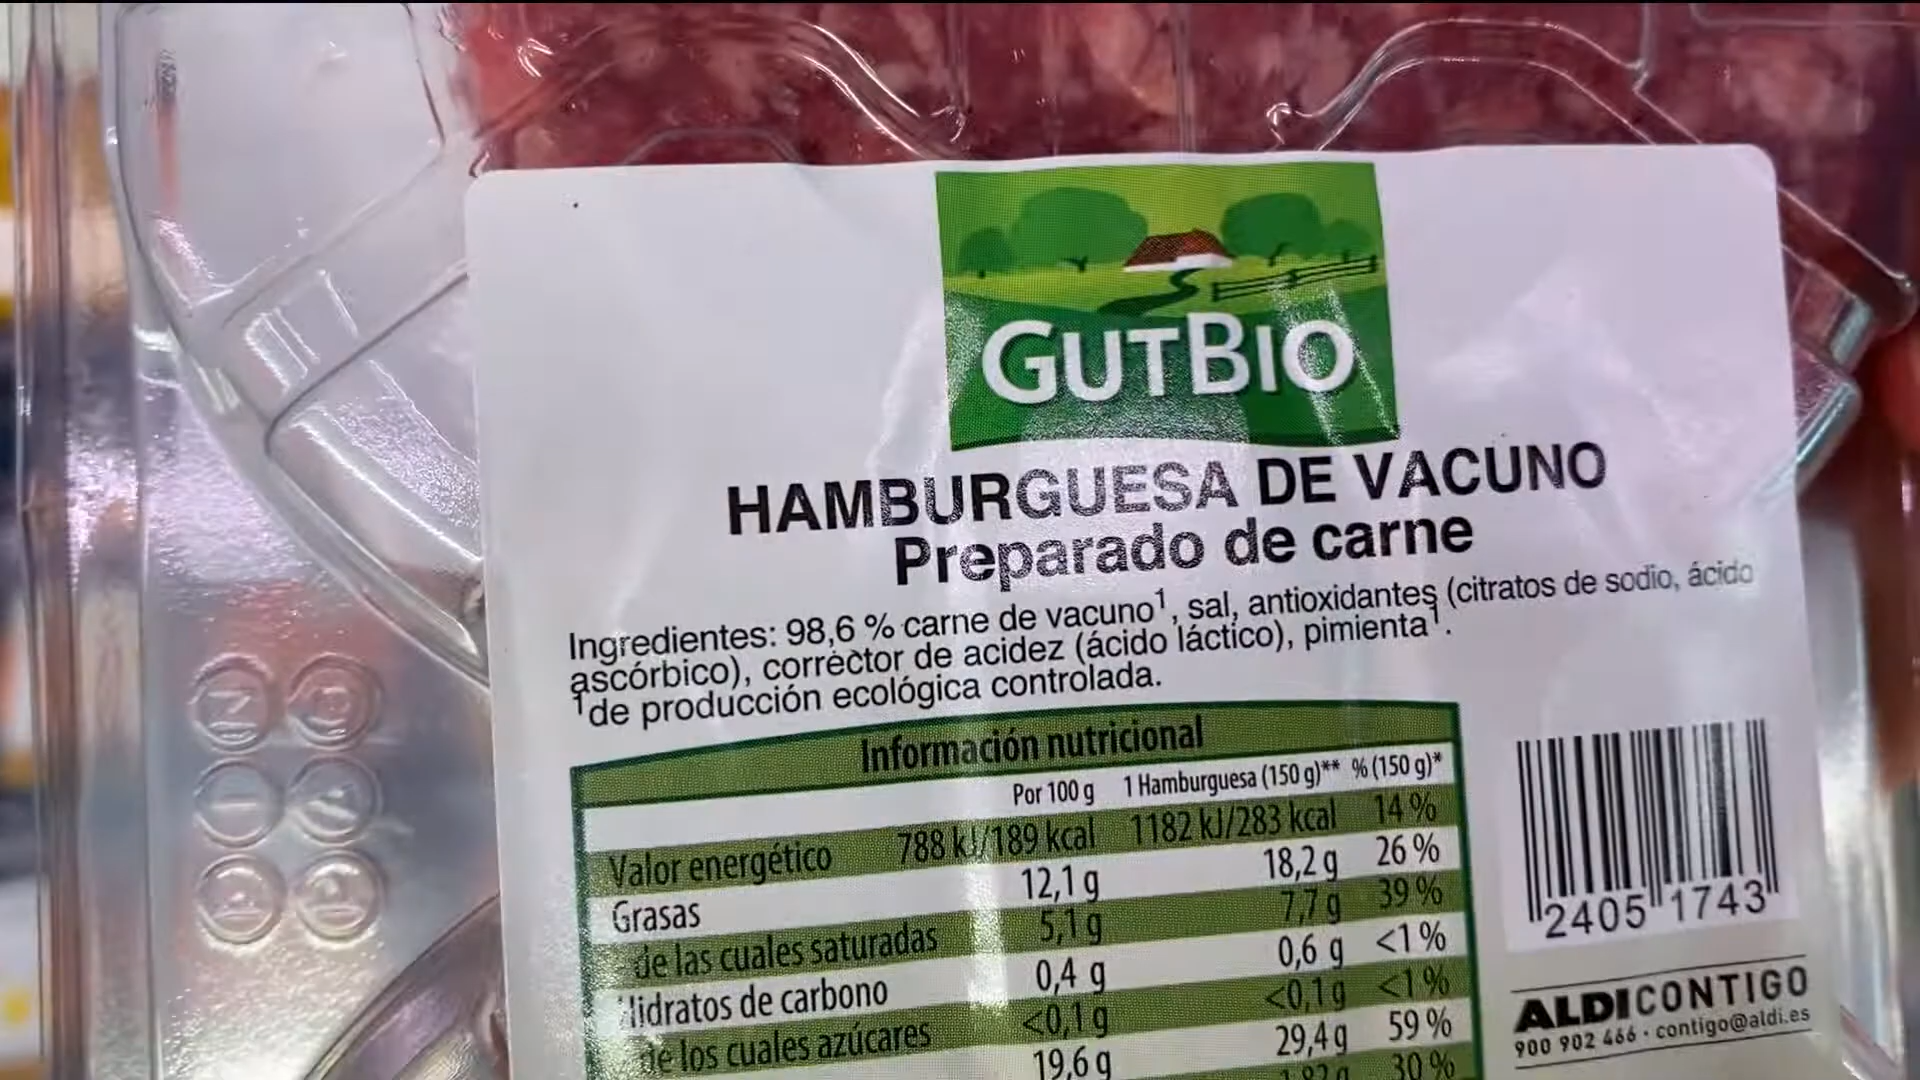 GUTBIO
HAMBURGUESA DE VACUNO
Preparado de carne
Ingredientes: 98,6 % carne de vacuno¹, sal, antioxidantes (citratos de sodio, ácido
ascórbico), corrector de acidez (ácido láctico), pimienta¹.
¹de producción ecológica controlada.
Información nutricional
Por 100 g 1 Hamburguesa (150 g)** % (150 g)*
Valor energético 788 kJ/189 kcal 1182 kJ/283 kcal 14 %
Grasas 12,1 g 18,2 g 26 %
de las cuales saturadas 5,1 g 7,7 g 39 %
Hidratos de carbono 0,4 g 0,6 g <1 %
de los cuales azúcares <0,1 g <0,1 g <1 %
19,6 g 29,4 g 59 %
30 %
2405 1743
ALDI CONTIGO
900 902 466 · contigo@aldi.es